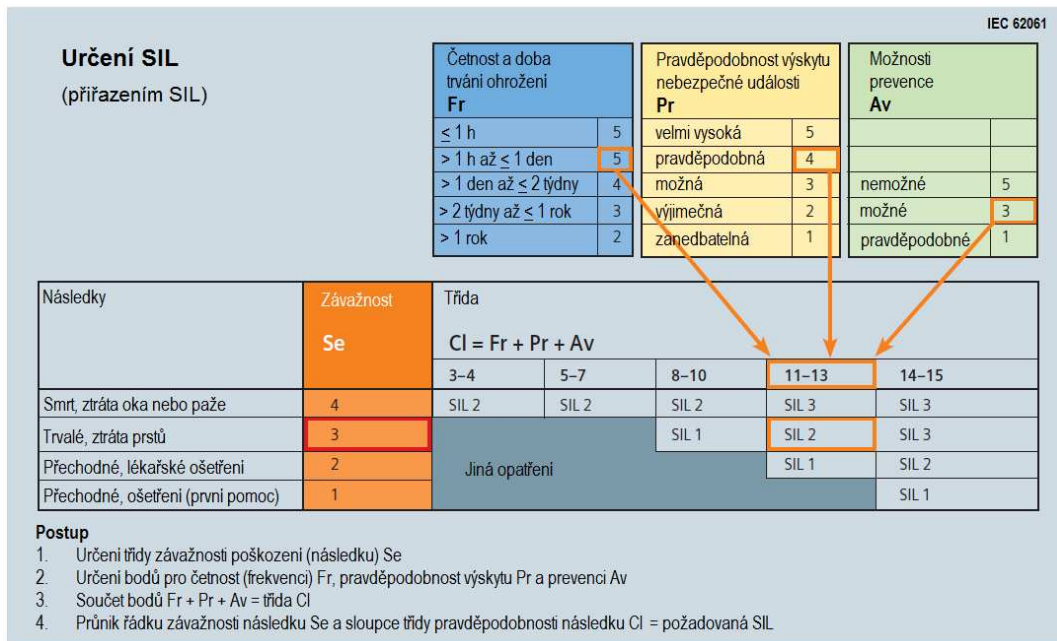 IEC 62061
Určení SIL
(přiřazením SIL)
Četnost a doba
trvání ohrožení
Fr
≤ 1 h 5
> 1 h až ≤ 1 den 5
> 1 den až ≤ 2 týdny 4
> 2 týdny až ≤ 1 rok 3
> 1 rok 2
Pravděpodobnost výskytu
nebezpečné události
Pr
velmi vysoká 5
pravděpodobná 4
možná 3
výjimečná 2
zanedbatelná 1
Možnosti
prevence
Av
nemožné 5
možné 3
pravděpodobné 1
Následky Závažnost Třída
Se Cl = Fr + Pr + Av
3–4 5–7 8–10 11–13 14–15
Smrt, ztráta oka nebo paže 4 SIL 2 SIL 2 SIL 2 SIL 3 SIL 3
Trvalé, ztráta prstů 3 SIL 1 SIL 2 SIL 3
Přechodné, lékařské ošetření 2 Jiná opatření SIL 1 SIL 2
Přechodné, ošetření (první pomoc) 1 SIL 1
Postup
1. Určení třídy závažnosti poškození (následku) Se
2. Určení bodů pro četnost (frekvenci) Fr, pravděpodobnost výskytu Pr a prevenci Av
3. Součet bodů Fr + Pr + Av = třída Cl
4. Průnik řádku závažnosti následku Se a sloupce třídy pravděpodobnosti následku Cl = požadovaná SIL